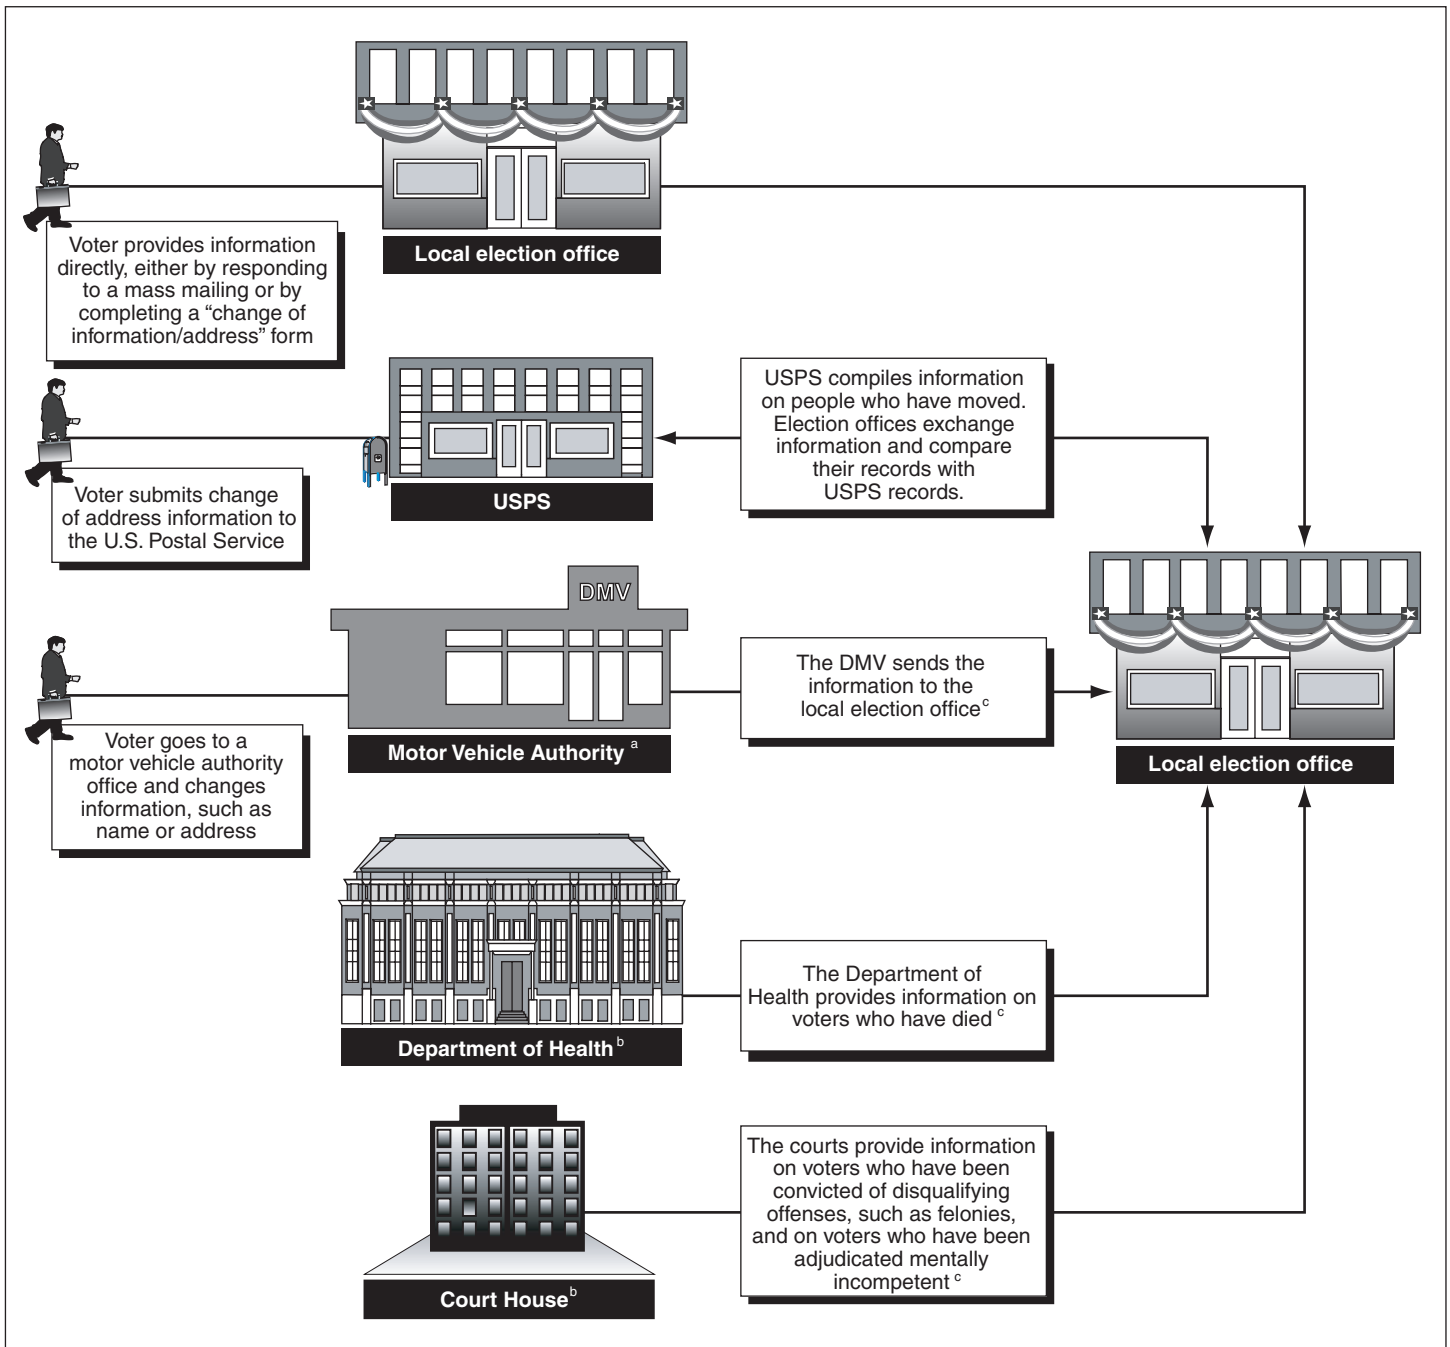 Local election office
Voter provides information
directly, either by responding
to a mass mailing or by
completing a “change of
information/address” form
USPS
Voter submits change
of address information to
the U.S. Postal Service
USPS compiles information
on people who have moved.
Election offices exchange
information and compare
their records with
USPS records.
DMV
Motor Vehicle Authority a
Voter goes to a
motor vehicle authority
office and changes
information, such as
name or address
The DMV sends the
information to the
local election office c
Local election office
Department of Health b
The Department of
Health provides information on
voters who have died c
Court House b
The courts provide information
on voters who have been
convicted of disqualifying
offenses, such as felonies,
and on voters who have been
adjudicated mentally
incompetent c